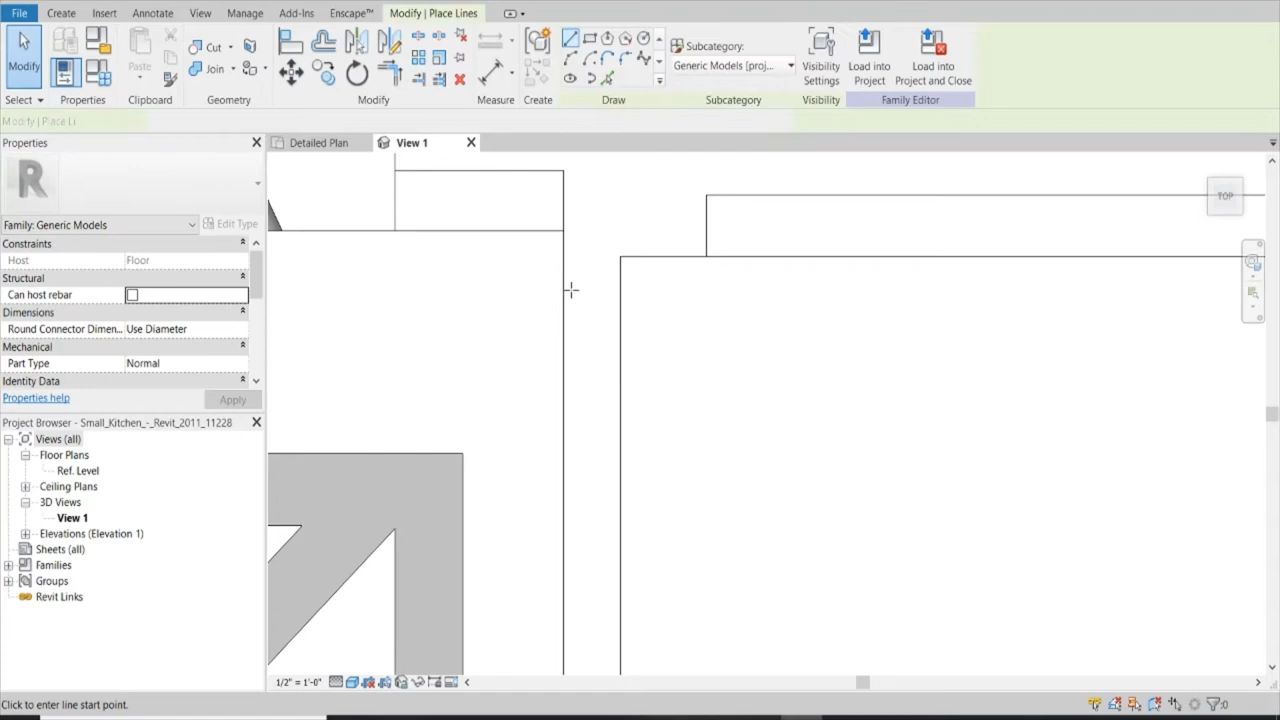 File Create Insert Annotate View Manage Add-Ins Enscape™ Modify | Place Lines
Modify Paste Cut Join Subcategory: Generic Models [proj... Visibility Settings Load into Project Load into Project and Close
Select Properties Clipboard Geometry Modify Measure Create Draw Subcategory Visibility Family Editor
Modify | Place Li
Properties
Detailed Plan
View 1
TOP
R
Family: Generic Models
Edit Type
Constraints
Host Floor
Structural
Can host rebar
Dimensions
Round Connector Dimen... Use Diameter
Mechanical
Part Type Normal
Identity Data
Properties help
Apply
Project Browser - Small_Kitchen_-_Revit_2011_11228
Views (all)
Floor Plans
Ref. Level
Ceiling Plans
3D Views
View 1
Elevations (Elevation 1)
Sheets (all)
Families
Groups
Revit Links
1/2" = 1'-0"
Click to enter line start point.
:0